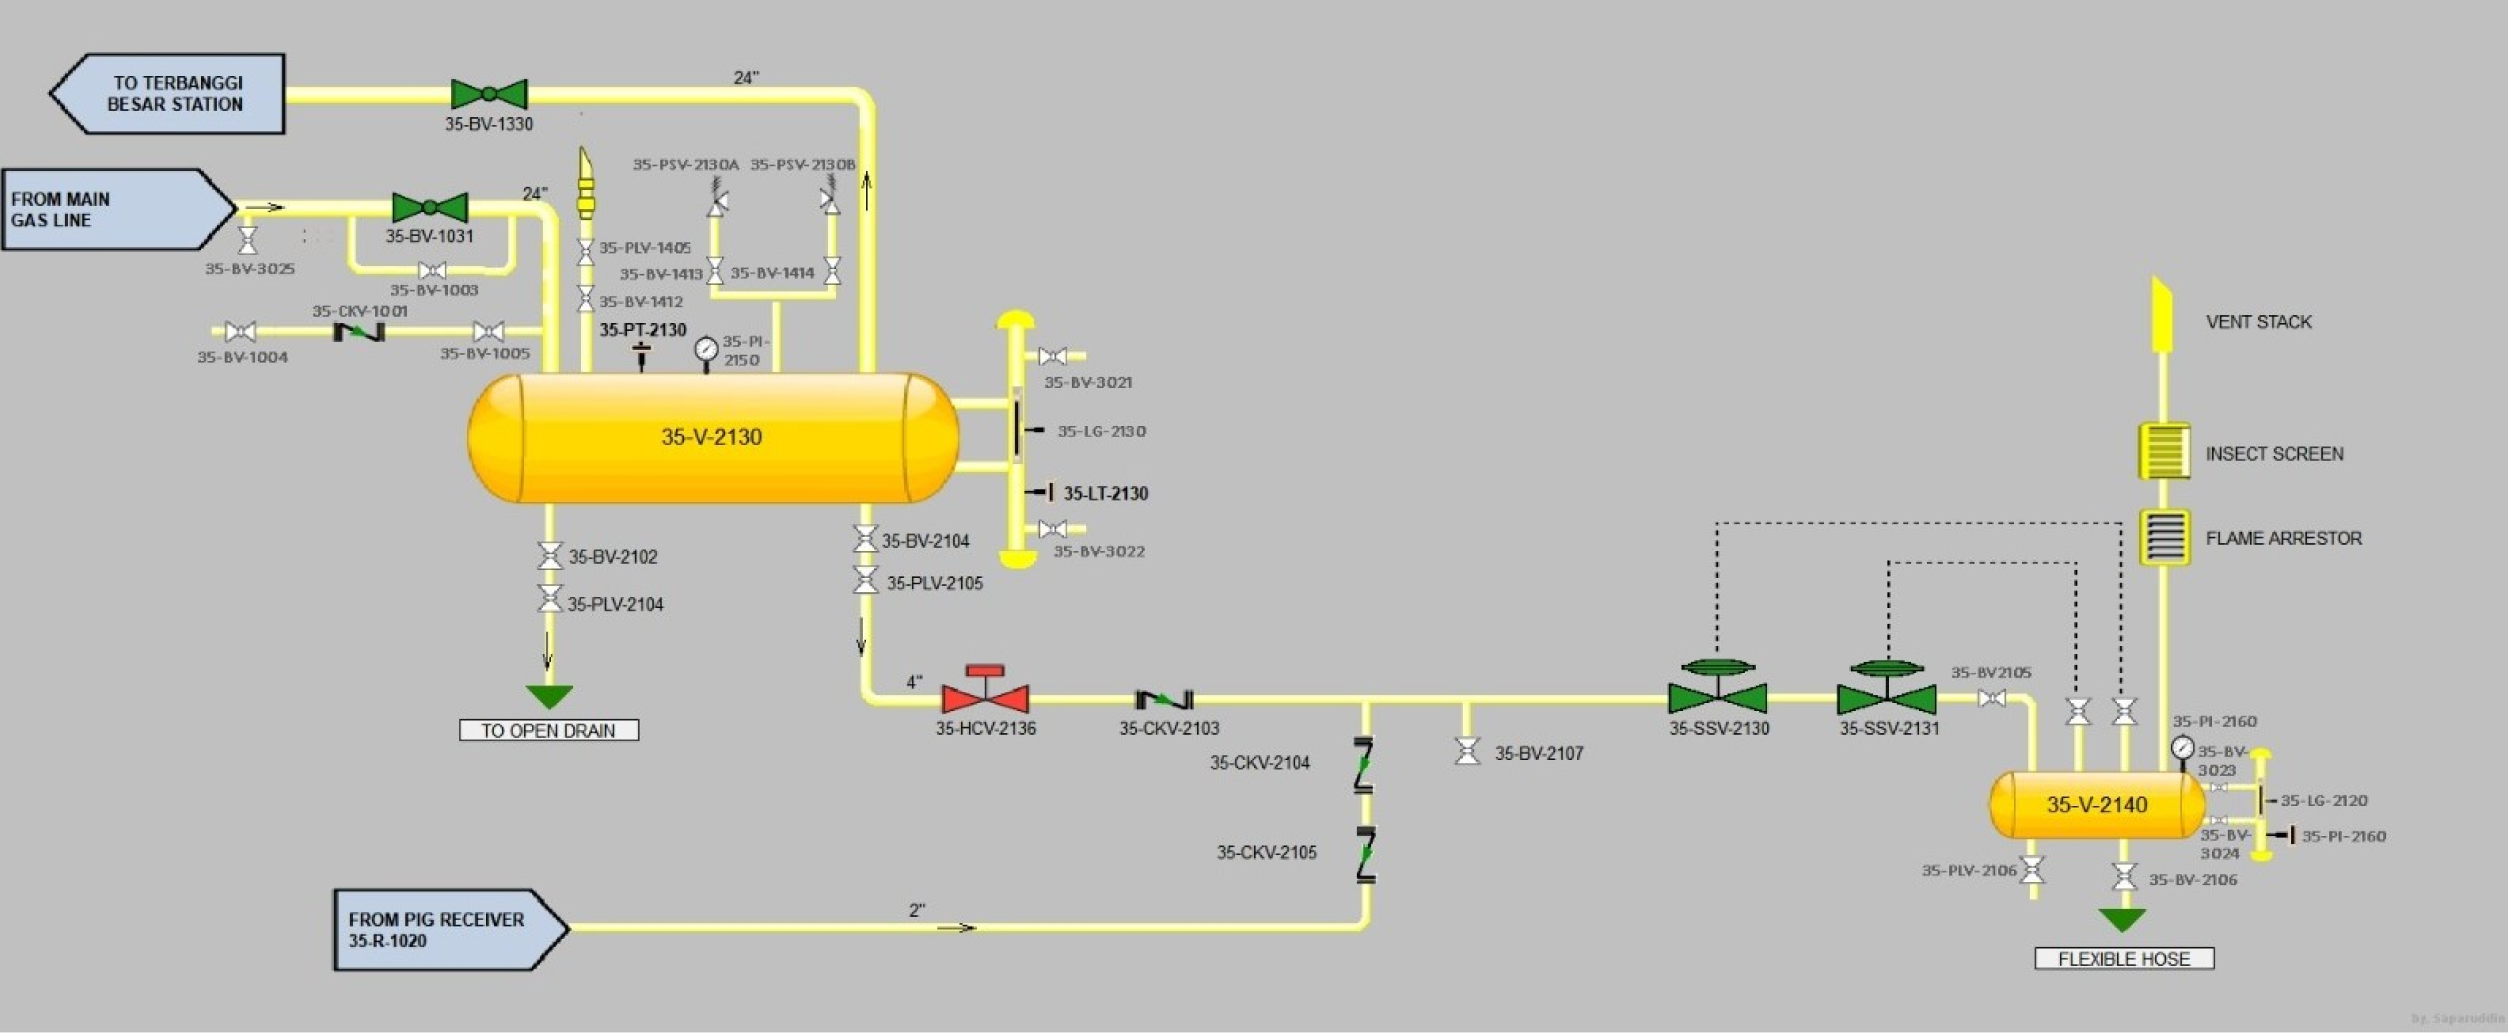 24"
TO TERBANGGI
BESAR STATION
35-BV-1330
35-PSV-2130A
35-PSV-2130B
FROM MAIN
GAS LINE
24"
35-BV-1031
35-BV-3025
35-BV-1003
35-PLV-1405
35-BV-1413
35-BV-1414
35-BV-1412
35-CKV-1001
35-BV-1004
35-BV-1005
35-PT-2130
35-PI-
2150
35-BV-3021
35-LG-2130
35-V-2130
35-LT-2130
35-BV-3022
35-BV-2102
35-PLV-2104
35-BV-2104
35-PLV-2105
TO OPEN DRAIN
4"
35-HCV-2136
35-CKV-2103
35-CKV-2104
35-CKV-2105
35-BV-2107
35-SSV-2130
35-SSV-2131
35-BV2105
VENT STACK
INSECT SCREEN
FLAME ARRESTOR
35-PI-2160
35-BV-
3023
35-V-2140
35-LG-2120
35-BV-
3024
35-PI-2160
35-PLV-2106
35-BV-2106
FLEXIBLE HOSE
FROM PIG RECEIVER
35-R-1020
2"
by. Saparuddin